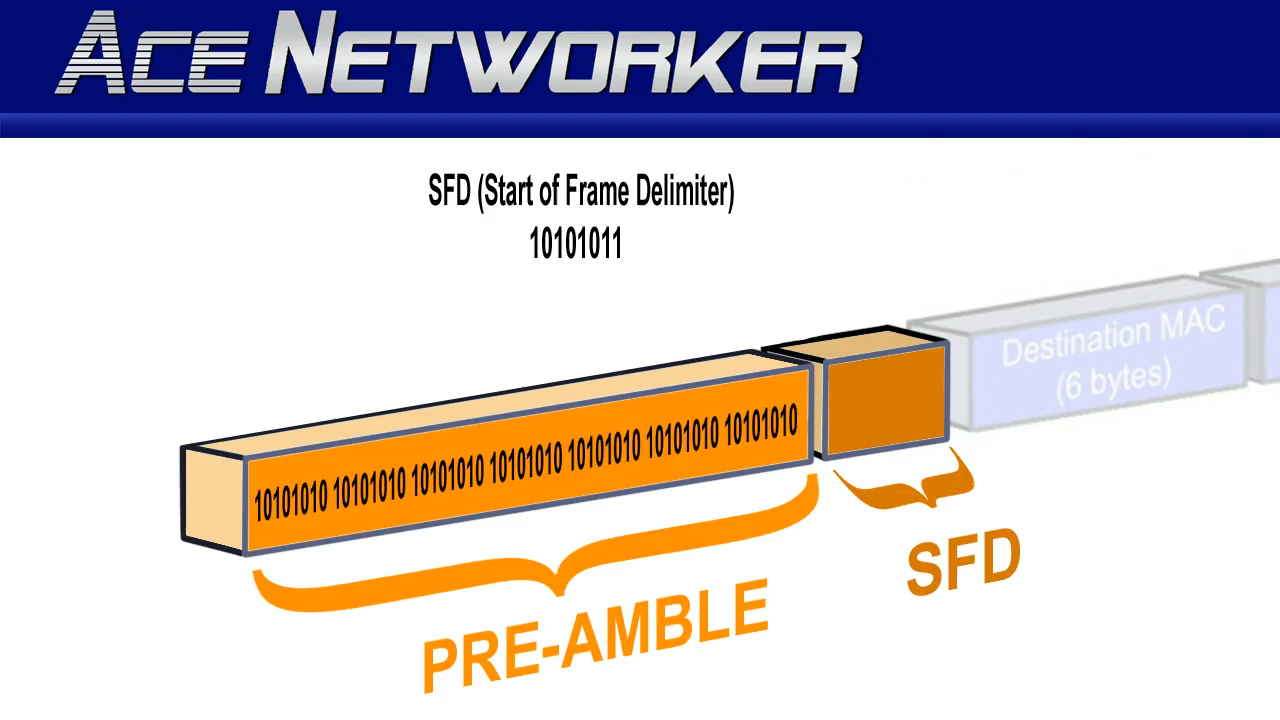 ACE NETWORKER
SFD (Start of Frame Delimiter)
10101011
Destination MAC
(6 bytes)
10101010 10101010 10101010 10101010 10101010 10101010 10101010
SFD
PRE-AMBLE